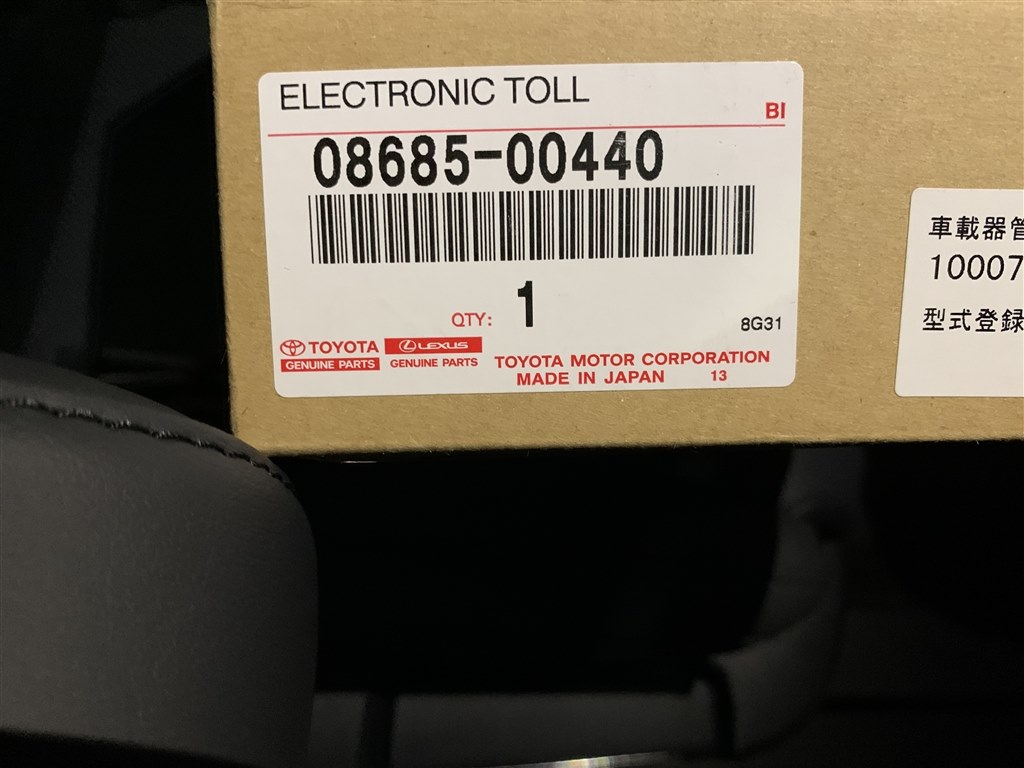 ELECTRONIC TOLL
BI
08685-00440
QTY: 1
8G31
TOYOTA
GENUINE PARTS
LEXUS
GENUINE PARTS
TOYOTA MOTOR CORPORATION
MADE IN JAPAN 13
車載器管
10007
型式登録